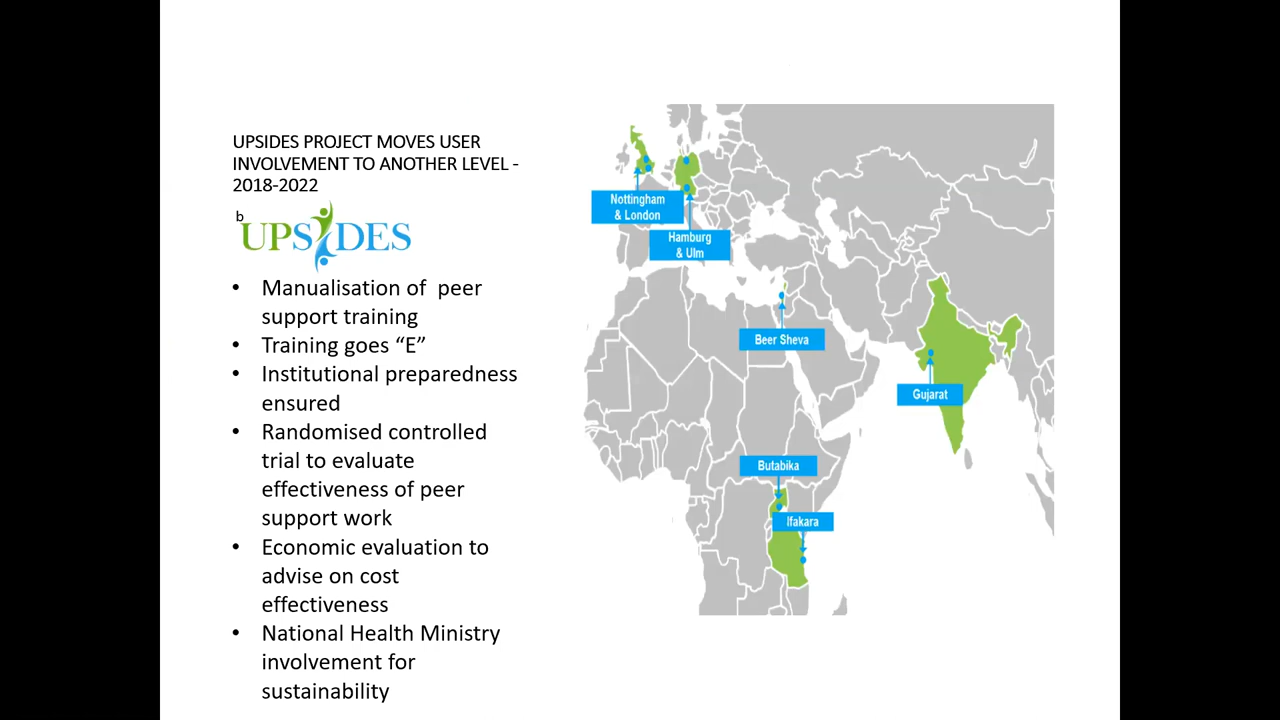 UPSIDES PROJECT MOVES USER
INVOLVEMENT TO ANOTHER LEVEL -
2018-2022
b
UPSIDES
• Manualisation of  peer
support training
• Training goes “E”
• Institutional preparedness
ensured
• Randomised controlled
trial to evaluate
effectiveness of peer
support work
• Economic evaluation to
advise on cost
effectiveness
• National Health Ministry
involvement for
sustainability
Nottingham
& London
Hamburg
& Ulm
Beer Sheva
Gujarat
Butabika
Ifakara